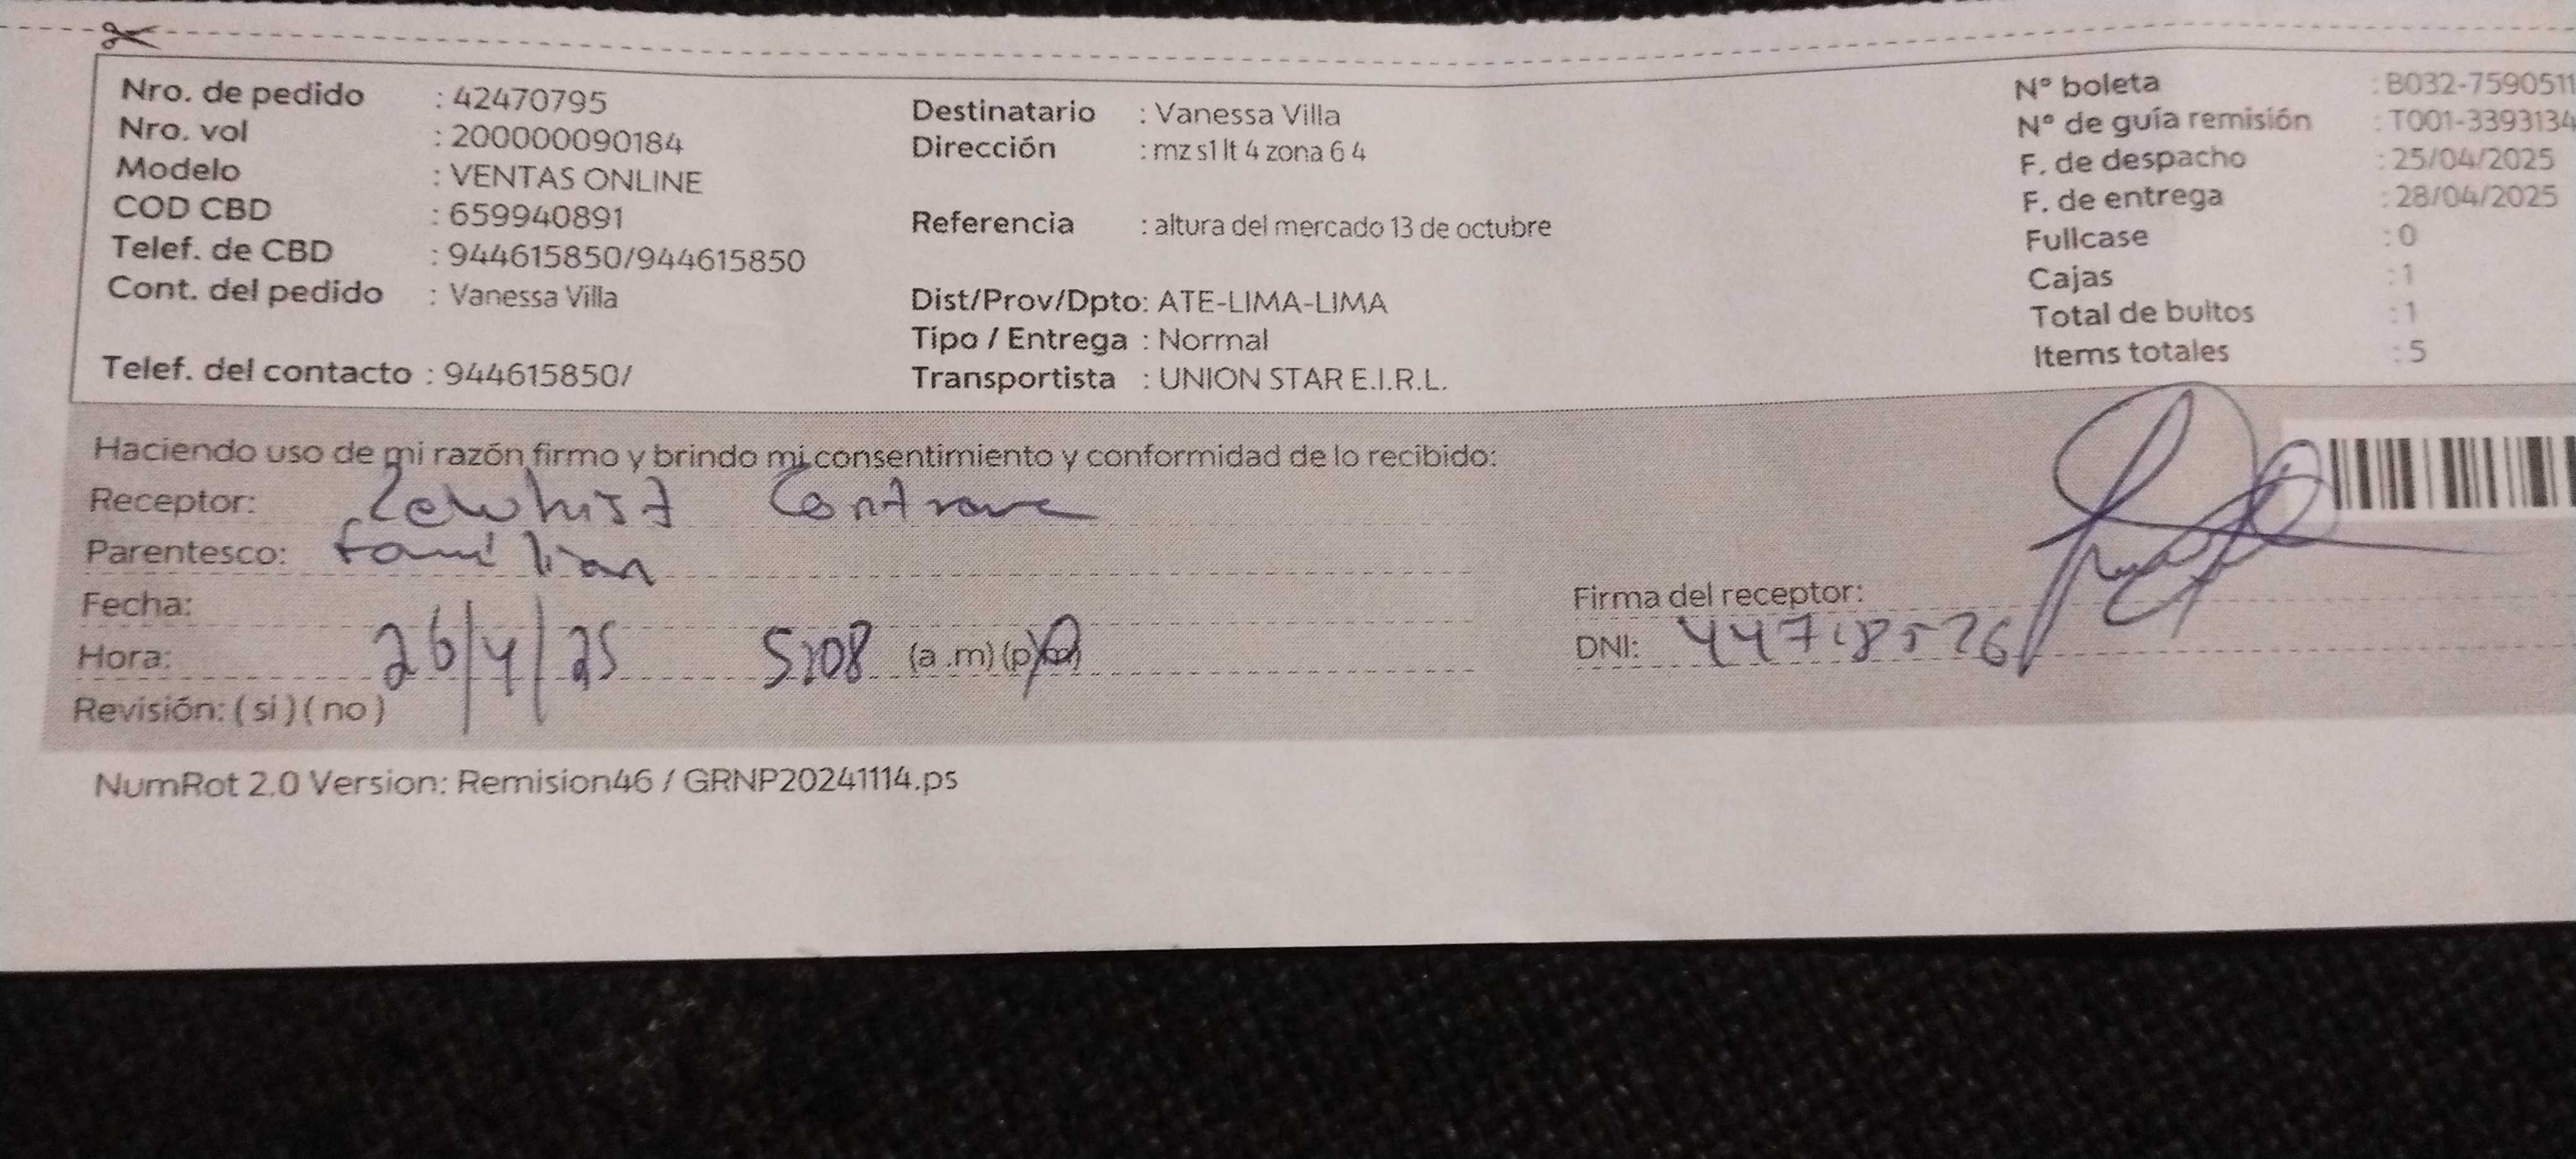 Nro. de pedido : 42470795
Nro. vol : 200000090184
Modelo : VENTAS ONLINE
COD CBD : 659940891
Telef. de CBD : 944615850/944615850
Cont. del pedido : Vanessa Villa
Telef. del contacto : 944615850/
Destinatario : Vanessa Villa
Dirección : mz s1 lt 4 zona 6 4
Referencia : altura del mercado 13 de octubre
Dist/Prov/Dpto: ATE-LIMA-LIMA
Tipo / Entrega : Normal
Transportista : UNION STAR E.I.R.L.
N° boleta : B032-7590511
N° de guía remisión : T001-3393134
F. de despacho : 25/04/2025
F. de entrega : 28/04/2025
Fullcase : 0
Cajas : 1
Total de bultos : 1
Items totales : 5
Haciendo uso de mi razón firmo y brindo mi consentimiento y conformidad de lo recibido:
Receptor:
Parentesco: familiar
Fecha:
Hora: 26/4/25 5:08 (a .m) (p.m)
Revisión: ( si ) ( no )
Firma del receptor:
DNI:
NumRot 2.0 Version: Remision46 / GRNP20241114.ps